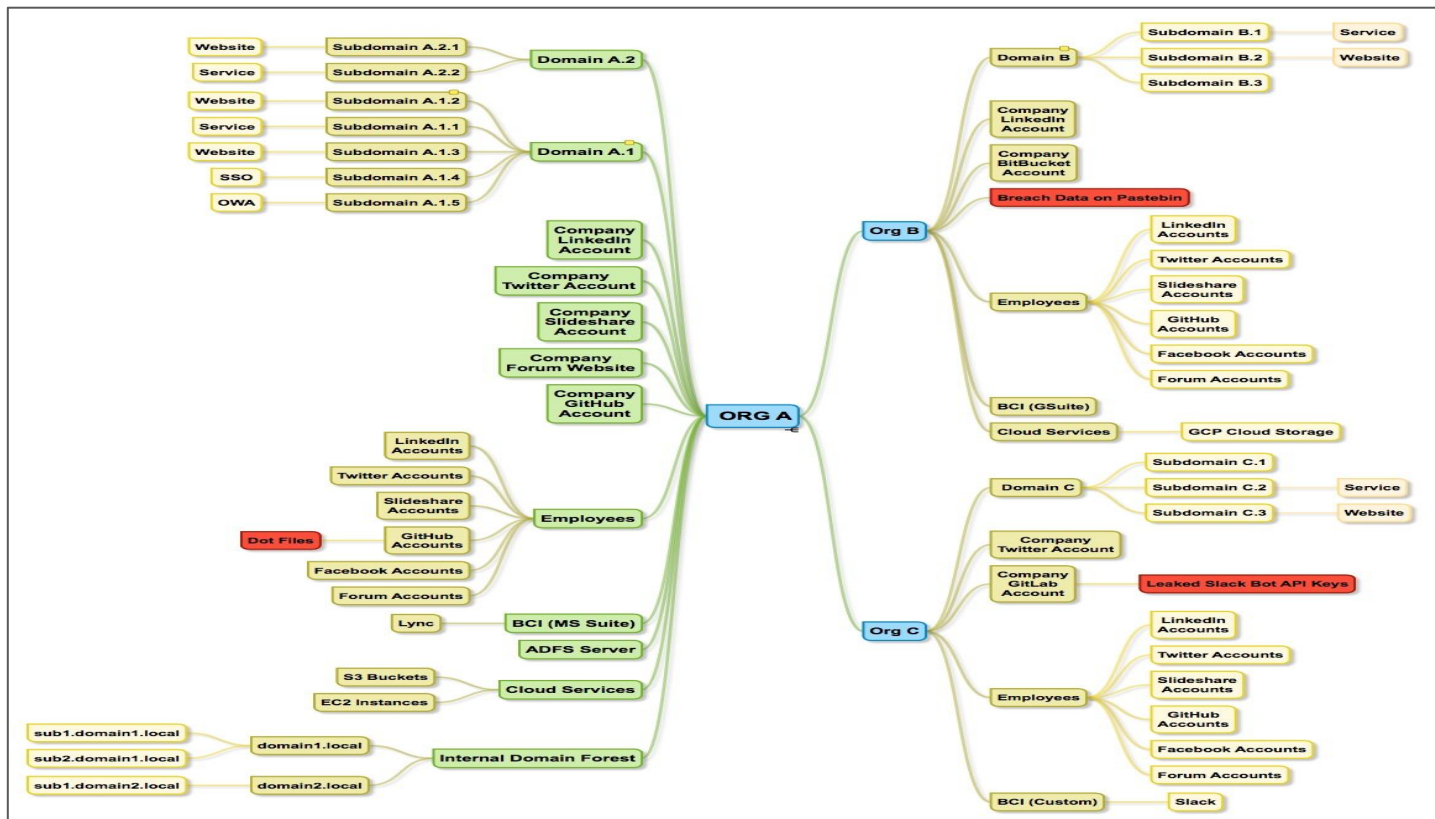 Website
Subdomain A.2.1
Service
Subdomain A.2.2
Domain A.2
Website
Subdomain A.1.2
Service
Subdomain A.1.1
Website
Subdomain A.1.3
SSO
Subdomain A.1.4
OWA
Subdomain A.1.5
Domain A.1
Company
LinkedIn
Account
Company
Twitter Account
Company
Slideshare
Account
Company
Forum Website
Company
GitHub
Account
LinkedIn
Accounts
Twitter Accounts
Slideshare
Accounts
Dot Files
GitHub
Accounts
Facebook Accounts
Forum Accounts
Employees
Lync
BCI (MS Suite)
ADFS Server
S3 Buckets
EC2 Instances
Cloud Services
sub1.domain1.local
sub2.domain1.local
domain1.local
sub1.domain2.local
domain2.local
Internal Domain Forest
ORG A
Org B
Domain B
Subdomain B.1
Service
Subdomain B.2
Website
Subdomain B.3
Company
LinkedIn
Account
Company
BitBucket
Account
Breach Data on Pastebin
Employees
LinkedIn
Accounts
Twitter Accounts
Slideshare
Accounts
GitHub
Accounts
Facebook Accounts
Forum Accounts
BCI (GSuite)
Cloud Services
GCP Cloud Storage
Org C
Domain C
Subdomain C.1
Subdomain C.2
Service
Subdomain C.3
Website
Company
Twitter Account
Company
GitLab
Account
Leaked Slack Bot API Keys
Employees
LinkedIn
Accounts
Twitter Accounts
Slideshare
Accounts
GitHub
Accounts
Facebook Accounts
Forum Accounts
BCI (Custom)
Slack